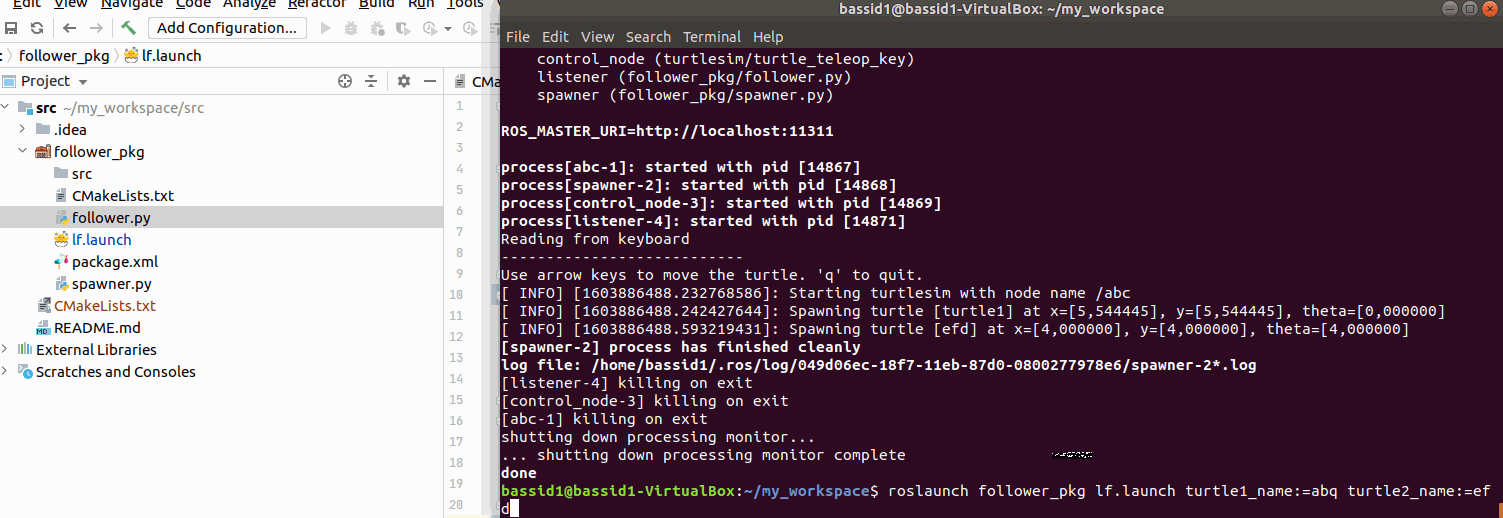 Edit View Navigate Code Analyze Refactor Build Run Tools
Add Configuration...
follower_pkg lf.launch
Project
CMa
src ~/my_workspace/src
.idea
follower_pkg
src
CMakeLists.txt
follower.py
lf.launch
package.xml
spawner.py
CMakeLists.txt
README.md
External Libraries
Scratches and Consoles
1
2
3
4
5
6
7
8
9
10
11
12
13
14
15
16
17
18
19
20
bassid1@bassid1-VirtualBox: ~/my_workspace
File Edit View Search Terminal Help
control_node (turtlesim/turtle_teleop_key)
listener (follower_pkg/follower.py)
spawner (follower_pkg/spawner.py)
ROS_MASTER_URI=http://localhost:11311
process[abc-1]: started with pid [14867]
process[spawner-2]: started with pid [14868]
process[control_node-3]: started with pid [14869]
process[listener-4]: started with pid [14871]
Reading from keyboard
---------------------------
Use arrow keys to move the turtle. 'q' to quit.
[ INFO] [1603886488.232768586]: Starting turtlesim with node name /abc
[ INFO] [1603886488.242427644]: Spawning turtle [turtle1] at x=[5,544445], y=[5,544445], theta=[0,000000]
[ INFO] [1603886488.593219431]: Spawning turtle [efd] at x=[4,000000], y=[4,000000], theta=[4,000000]
[spawner-2] process has finished cleanly
log file: /home/bassid1/.ros/log/049d06ec-18f7-11eb-87d0-0800277978e6/spawner-2*.log
[listener-4] killing on exit
[control_node-3] killing on exit
[abc-1] killing on exit
shutting down processing monitor...
... shutting down processing monitor complete
done
bassid1@bassid1-VirtualBox:~/my_workspace$ roslaunch follower_pkg lf.launch turtle1_name:=abq turtle2_name:=ef
d